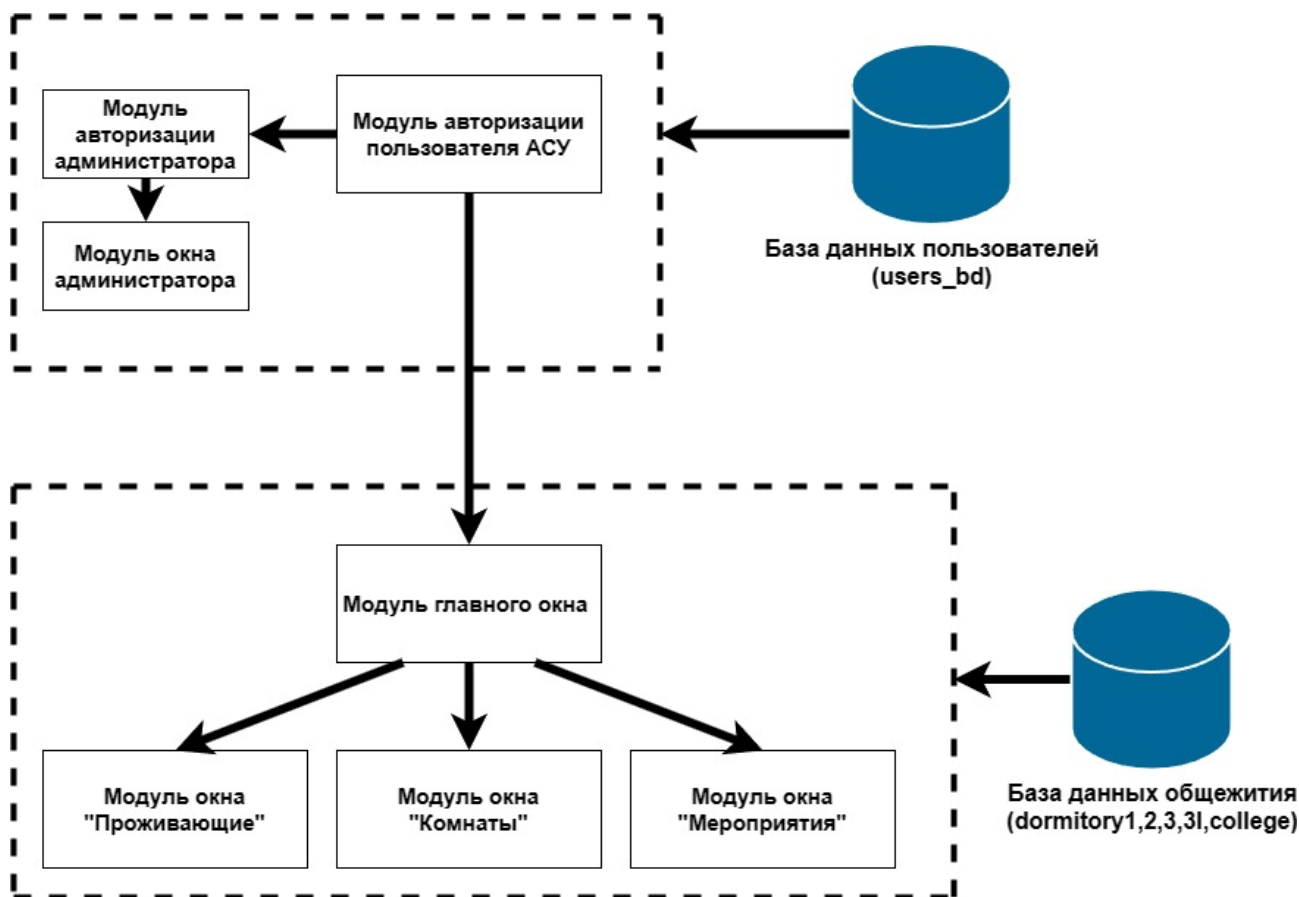 Модуль
авторизации
администратора
Модуль авторизации
пользователя АСУ
Модуль окна
администратора
База данных пользователей
(users_bd)
Модуль главного окна
Модуль окна
"Проживающие"
Модуль окна
"Комнаты"
Модуль окна
"Мероприятия"
База данных общежития
(dormitory1,2,3,3l,college)